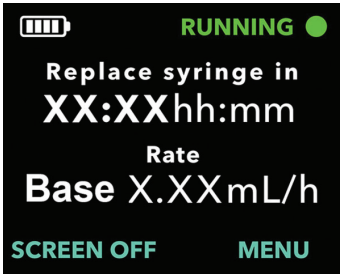 RUNNING
Replace syringe in
XX:XXhh:mm
Rate
Base X.XXmL/h
SCREEN OFF MENU